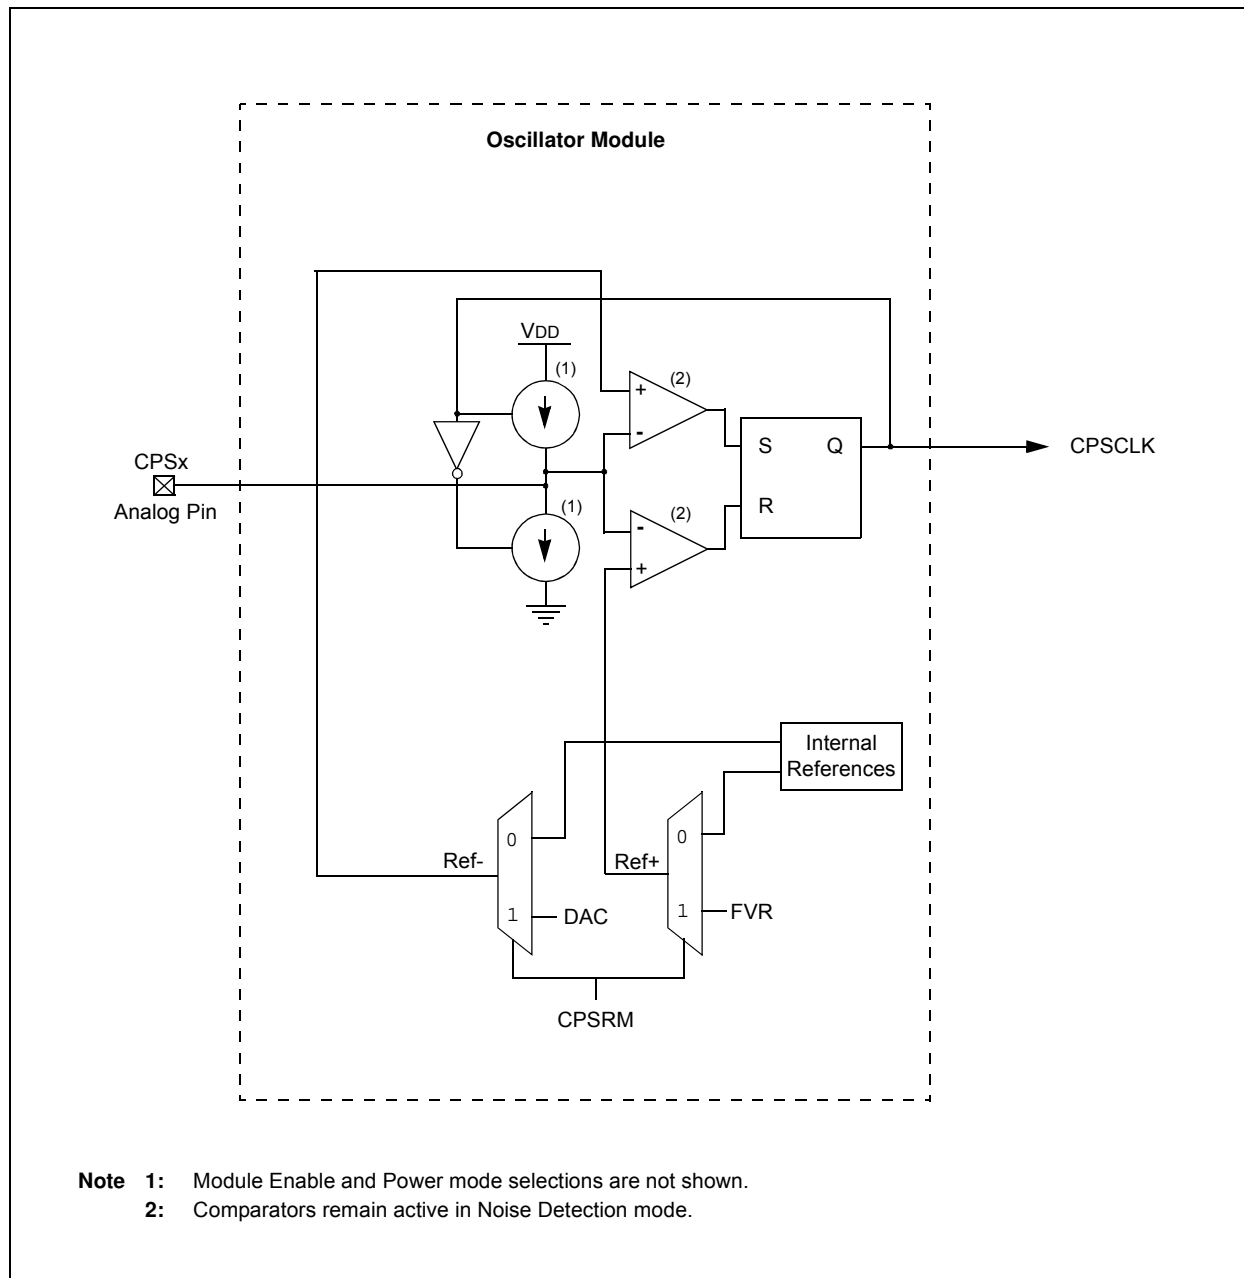 Oscillator Module
VDD
(1)
(2)
+
-
S Q
R
CPSCLK
CPSx
Analog Pin
(1)
(2)
-
+
Internal
References
0
Ref-
1
DAC
0
Ref+
1
FVR
CPSRM
Note 1: Module Enable and Power mode selections are not shown.
2: Comparators remain active in Noise Detection mode.